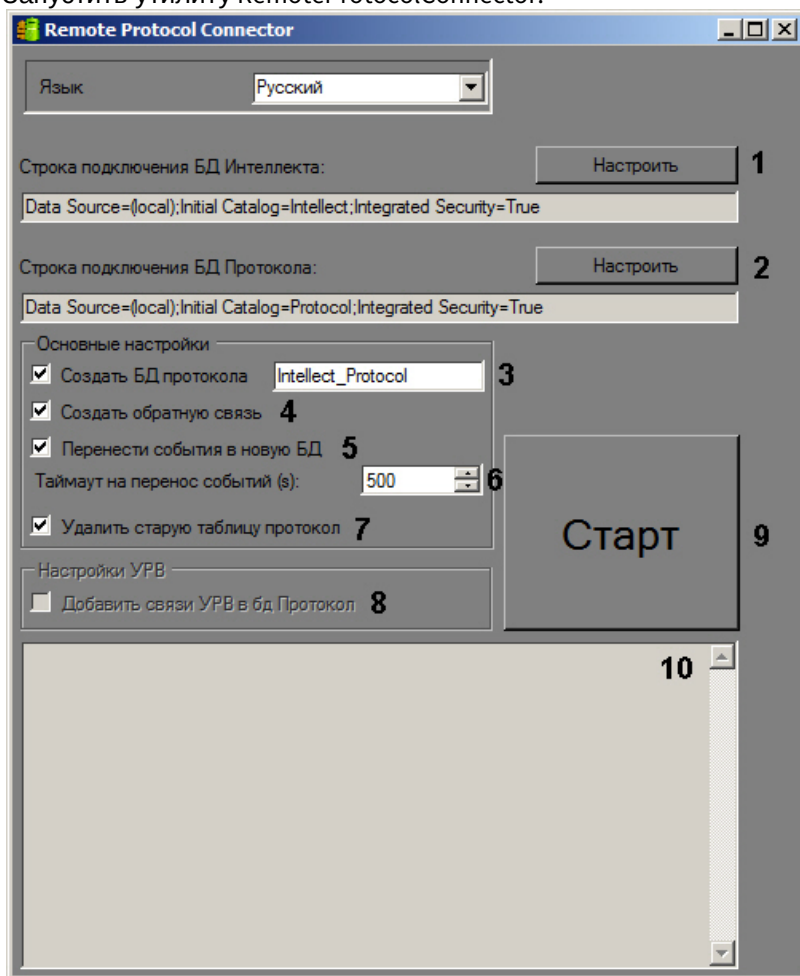 Запустить утилиту RemoteProtocolConnector.
Remote Protocol Connector
Язык Русский
Строка подключения БД Интеллекта: Настроить 1
Data Source=(local);Initial Catalog=Intellect;Integrated Security=True
Строка подключения БД Протокола: Настроить 2
Data Source=(local);Initial Catalog=Protocol;Integrated Security=True
Основные настройки
Создать БД протокола Intellect_Protocol 3
Создать обратную связь 4
Перенести события в новую БД 5
Таймаут на перенос событий (s): 500 6
Удалить старую таблицу протокол 7
Старт 9
Настройки УРВ
Добавить связи УРВ в бд Протокол 8
10